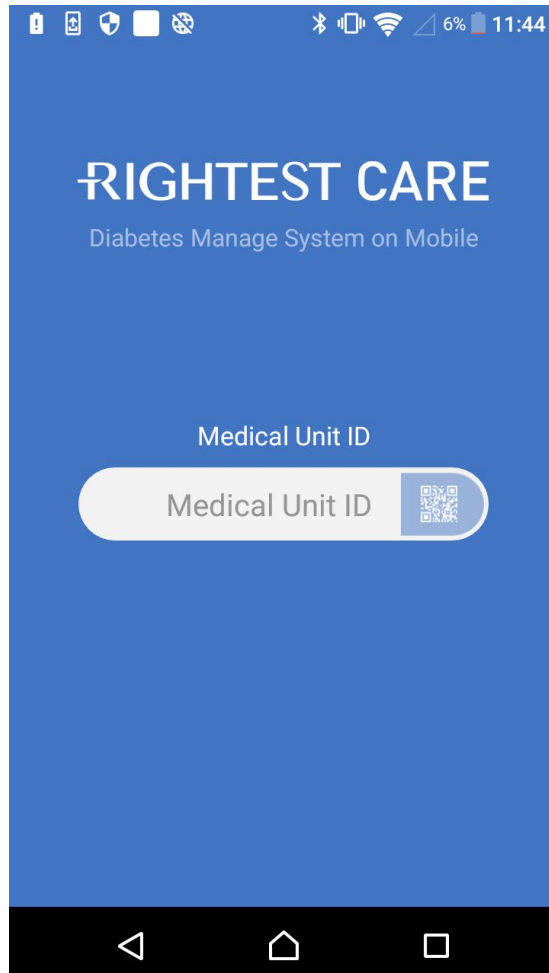 6% 11:44
RIGHTEST CARE
Diabetes Manage System on Mobile
Medical Unit ID
Medical Unit ID